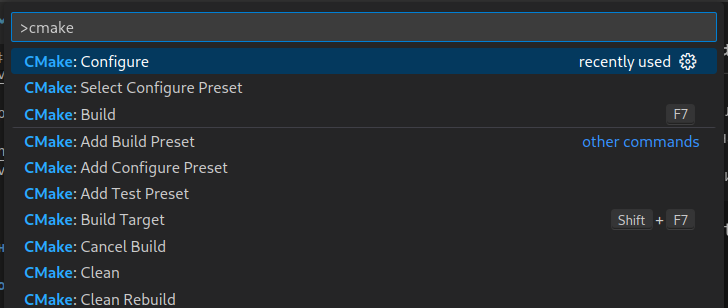 >cmake
CMake: Configure recently used
CMake: Select Configure Preset
CMake: Build F7
CMake: Add Build Preset other commands
CMake: Add Configure Preset
CMake: Add Test Preset
CMake: Build Target Shift + F7
CMake: Cancel Build
CMake: Clean
CMake: Clean Rebuild